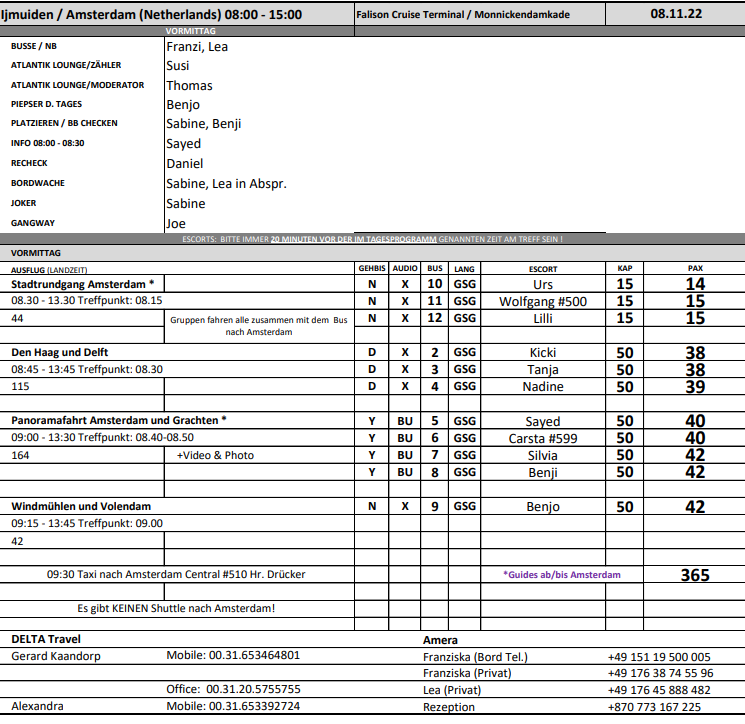 Ijmuiden / Amsterdam (Netherlands) 08:00 - 15:00 Falison Cruise Terminal / Monnickendamkade 08.11.22
VORMITTAG
BUSSE / NB Franzi, Lea
ATLANTIK LOUNGE/ZÄHLER Susi
ATLANTIK LOUNGE/MODERATOR Thomas
PIEPSER D. TAGES Benjo
PLATZIEREN / BB CHECKEN Sabine, Benji
INFO 08:00 - 08:30 Sayed
RECHECK Daniel
BORDWACHE Sabine, Lea in Abspr.
JOKER Sabine
GANGWAY Joe
ESCORTS: BITTE IMMER 20 MINUTEN VOR DER IM TAGESPROGRAMM GENANNTEN ZEIT AM TREFF SEIN !
VORMITTAG
AUSFLUG (LANDZEIT) GEHBIS AUDIO BUS LANG ESCORT KAP PAX
Stadtrundgang Amsterdam * N X 10 GSG Urs 15 14
08.30 - 13.30 Treffpunkt: 08.15 N X 11 GSG Wolfgang #500 15 15
44 Gruppen fahren alle zusammen mit dem Bus N X 12 GSG Lilli 15 15
nach Amsterdam
Den Haag und Delft D X 2 GSG Kicki 50 38
08:45 - 13:45 Treffpunkt: 08.30 D X 3 GSG Tanja 50 38
115 D X 4 GSG Nadine 50 39
Panoramafahrt Amsterdam und Grachten * Y BU 5 GSG Sayed 50 40
09:00 - 13:30 Treffpunkt: 08.40-08.50 Y BU 6 GSG Carsta #599 50 40
164 +Video & Photo Y BU 7 GSG Silvia 50 42
Y BU 8 GSG Benji 50 42
Windmühlen und Volendam N X 9 GSG Benjo 50 42
09:15 - 13:45 Treffpunkt: 09.00
42
09:30 Taxi nach Amsterdam Central #510 Hr. Drücker *Guides ab/bis Amsterdam 365
Es gibt KEINEN Shuttle nach Amsterdam!
DELTA Travel Amera
Gerard Kaandorp Mobile: 00.31.653464801 Franziska (Bord Tel.) +49 151 19 500 005
Franziska (Privat) +49 176 38 74 55 96
Office: 00.31.20.5755755 Lea (Privat) +49 176 45 888 482
Alexandra Mobile: 00.31.653392724 Rezeption +870 773 167 225